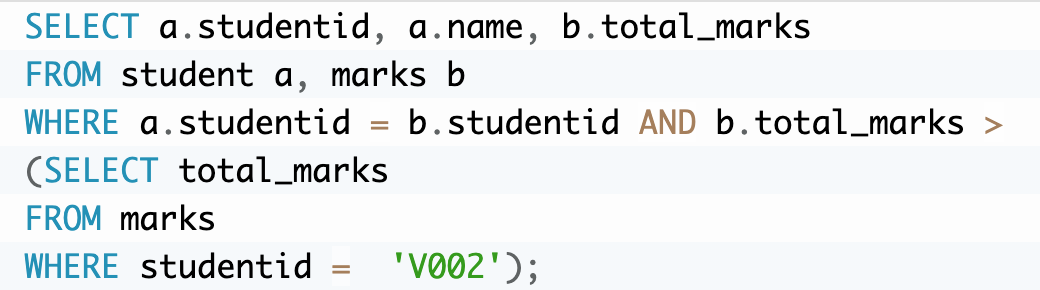 SELECT a.studentid, a.name, b.total_marks
FROM student a, marks b
WHERE a.studentid = b.studentid AND b.total_marks >
(SELECT total_marks
FROM marks
WHERE studentid =  'V002');